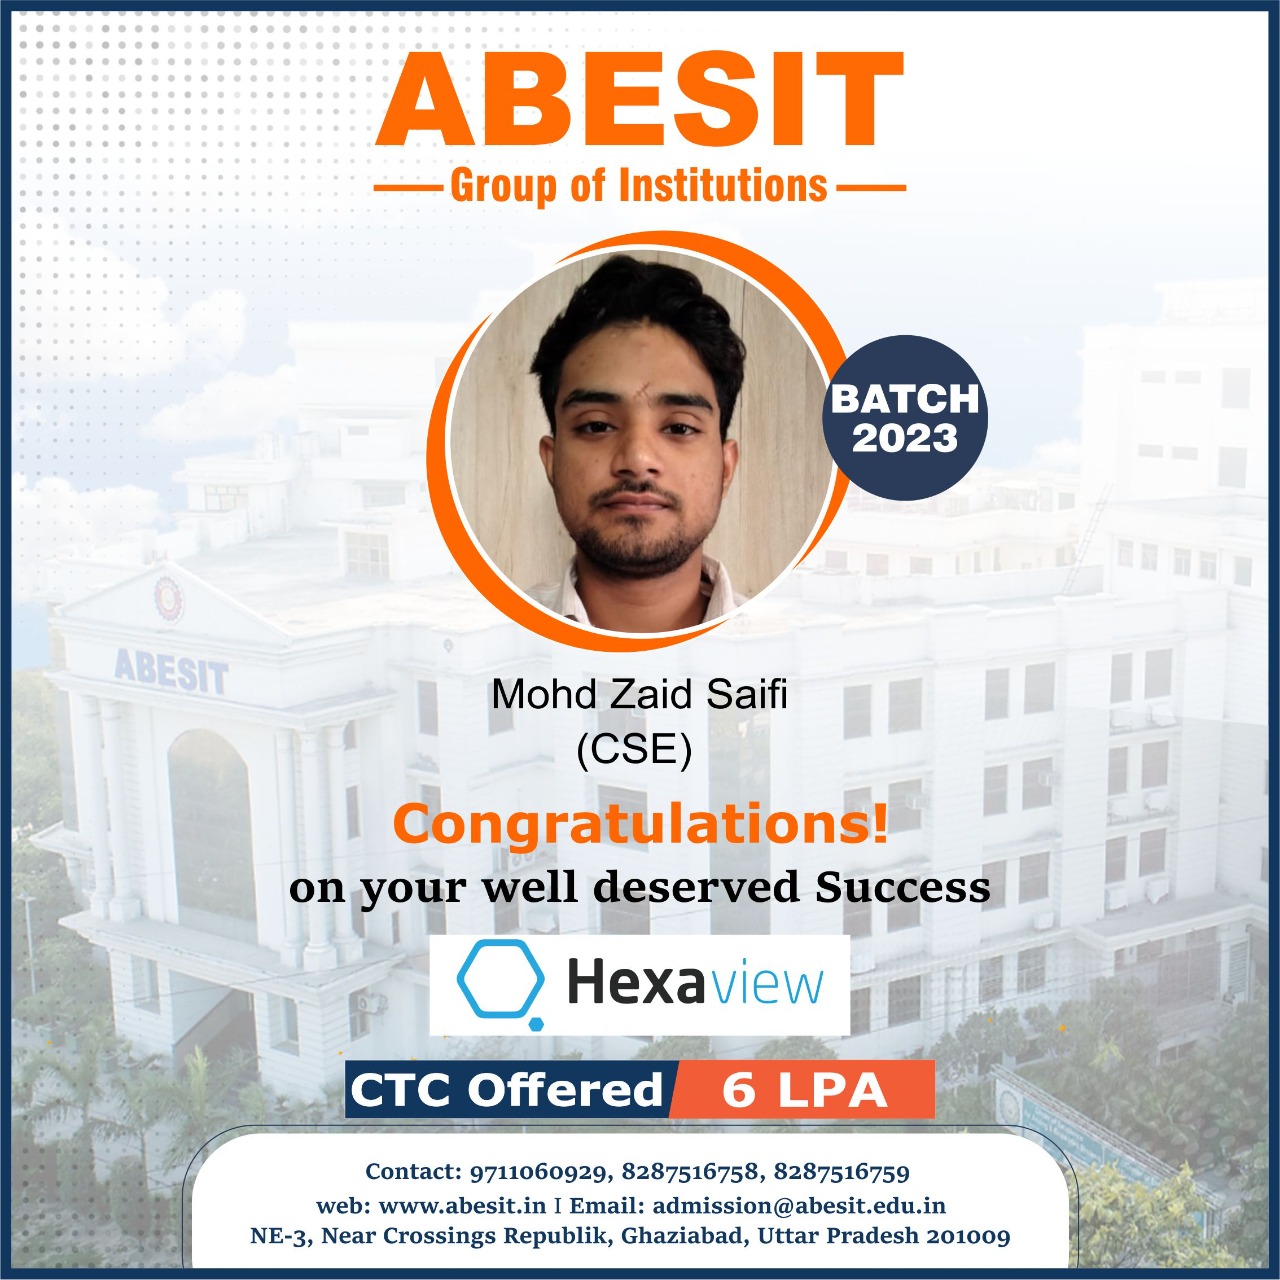 ABESIT
Group of Institutions
BATCH
2023
ABESIT
Mohd Zaid Saifi
(CSE)
Congratulations!
on your well deserved Success
Hexaview
CTC Offered 6 LPA
Contact: 9711060929, 8287516758, 8287516759
web: www.abesit.in I Email: admission@abesit.edu.in
NE-3, Near Crossings Republik, Ghaziabad, Uttar Pradesh 201009